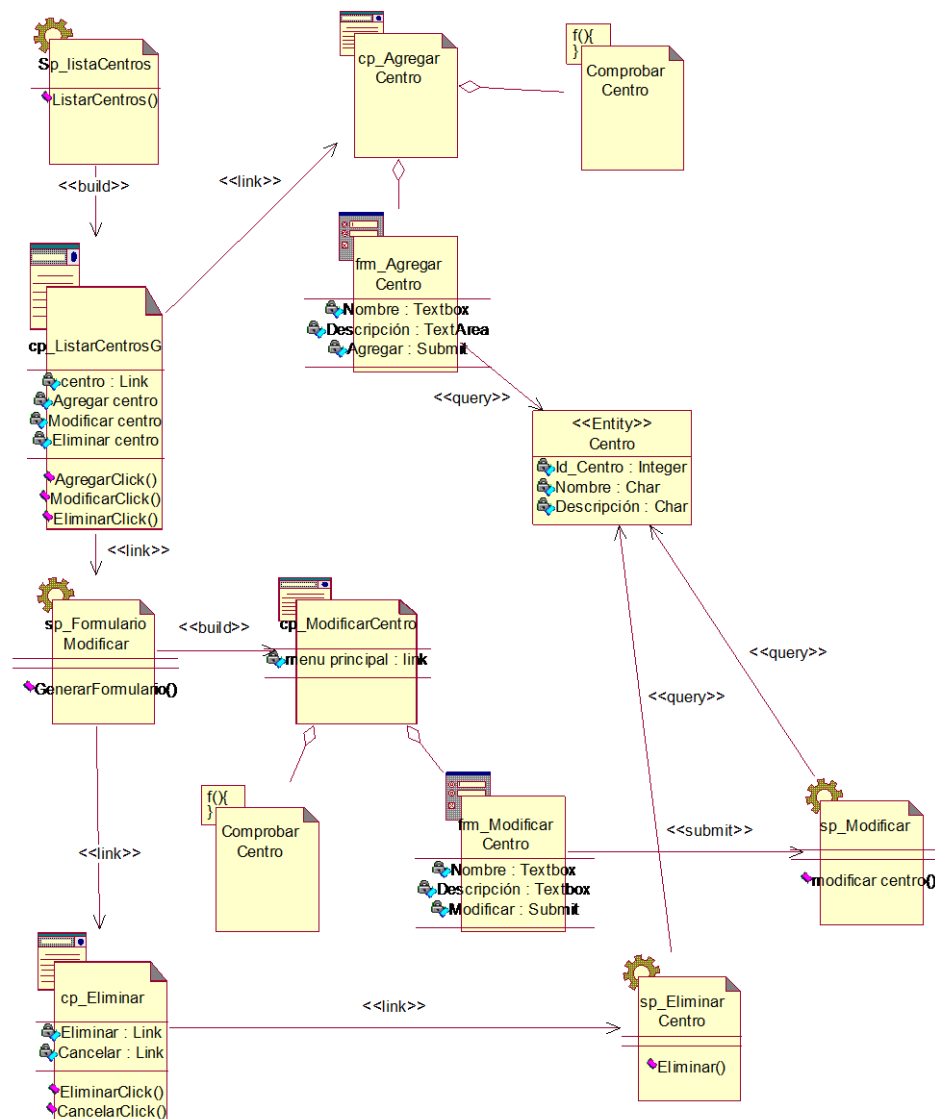 Sp_listaCentros
ListarCentros()
cp_Agregar
Centro
f(){
}
Comprobar
Centro
<<build>>
<<link>>
frm_Agregar
Centro
Nombre : Textbox
Descripción : TextArea
Agregar : Submit
cp_ListarCentrosG
centro : Link
Agregar centro
Modificar centro
Eliminar centro
AgregarClick()
ModificarClick()
EliminarClick()
<<query>>
<<Entity>>
Centro
Id_Centro : Integer
Nombre : Char
Descripción : Char
<<link>>
sp_Formulario
Modificar
GenerarFormulario()
<<build>>
cp_ModificarCentro
menu principal : link
<<query>>
<<query>>
f(){
}
Comprobar
Centro
frm_Modificar
Centro
Nombre : Textbox
Descripción : Textbox
Modificar : Submit
<<submit>>
sp_Modificar
modificar centro()
<<link>>
cp_Eliminar
Eliminar : Link
Cancelar : Link
EliminarClick()
CancelarClick()
<<link>>
sp_Eliminar
Centro
Eliminar()